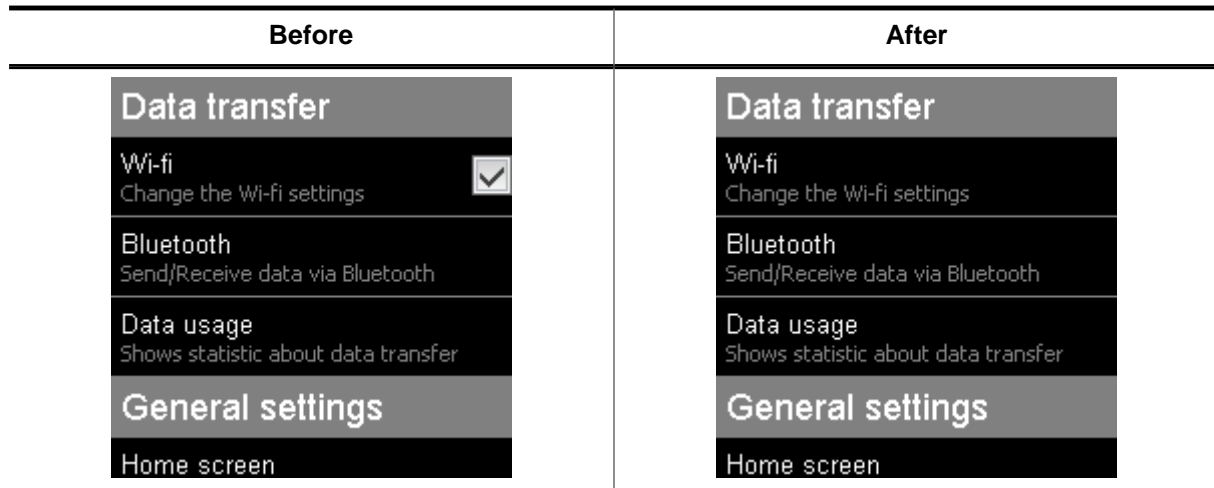 Before
After
Data transfer
Wi-fi
Change the Wi-fi settings
Bluetooth
Send/Receive data via Bluetooth
Data usage
Shows statistic about data transfer
General settings
Home screen
Data transfer
Wi-fi
Change the Wi-fi settings
Bluetooth
Send/Receive data via Bluetooth
Data usage
Shows statistic about data transfer
General settings
Home screen